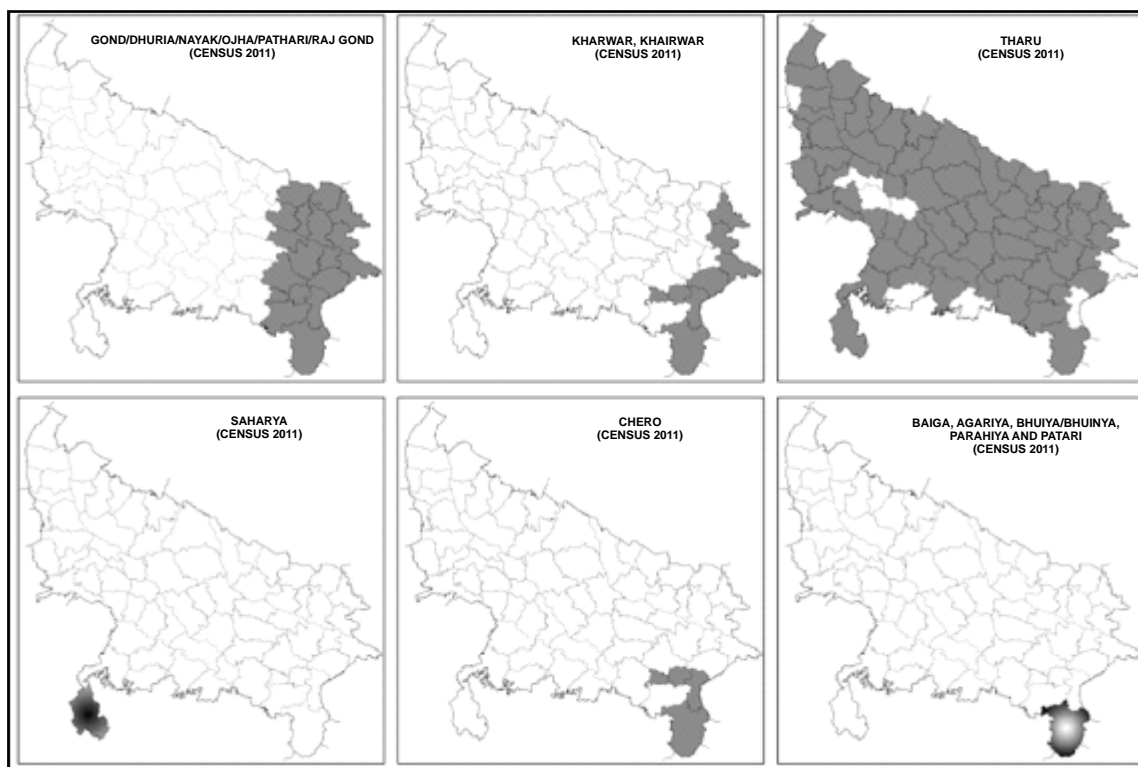 GOND/DHURIA/NAYAK/OJHA/PATHARI/RAJ GOND
(CENSUS 2011)
KHARWAR, KHAIRWAR
(CENSUS 2011)
THARU
(CENSUS 2011)
SAHARYA
(CENSUS 2011)
CHERO
(CENSUS 2011)
BAIGA, AGARIYA, BHUIYA/BHUINYA,
PARAHIYA AND PATARI
(CENSUS 2011)